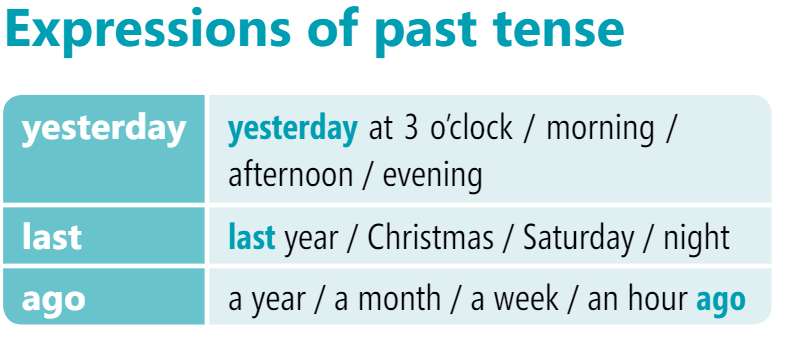 Expressions of past tense
yesterday yesterday at 3 o’clock / morning /
afternoon / evening
last last year / Christmas / Saturday / night
ago a year / a month / a week / an hour ago